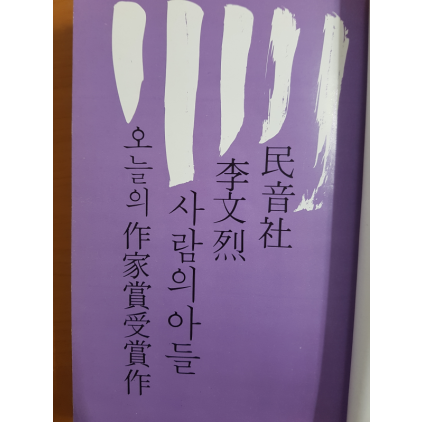 民音社
李文烈
사람의아들
오늘의 作家賞受賞作